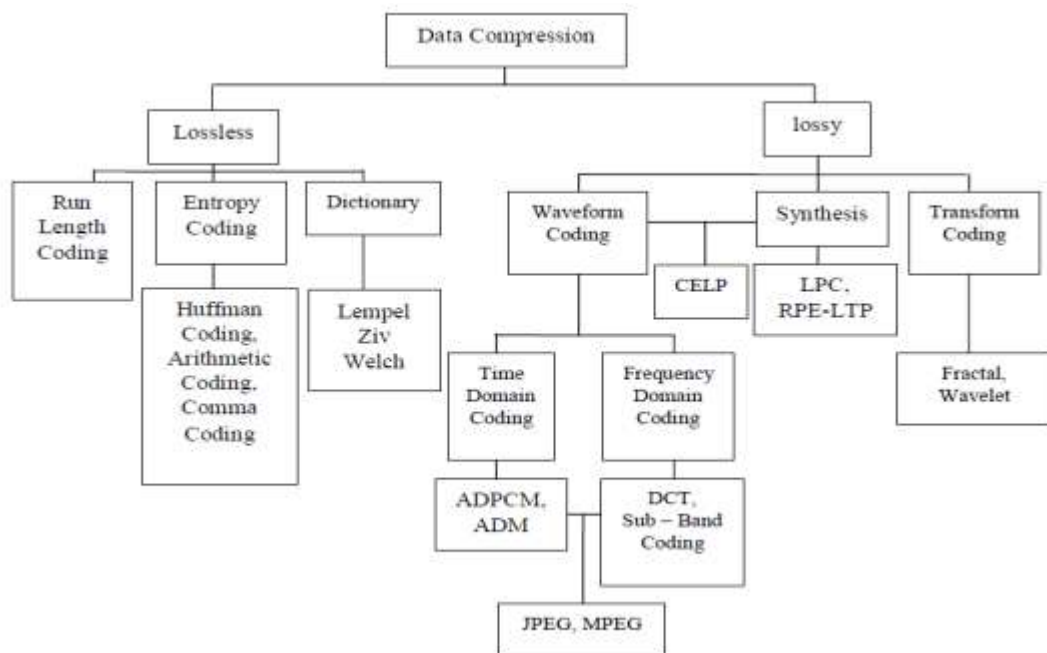 Data Compression
Lossless
lossy
Run
Length
Coding
Entropy
Coding
Dictionary
Waveform
Coding
Synthesis
Transform
Coding
CELP
LPC,
RPE-LTP
Huffman
Coding,
Arithmetic
Coding,
Comma
Coding
Lempel
Ziv
Welch
Time
Domain
Coding
Frequency
Domain
Coding
Fractal,
Wavelet
ADPCM,
ADM
DCT,
Sub – Band
Coding
JPEG, MPEG